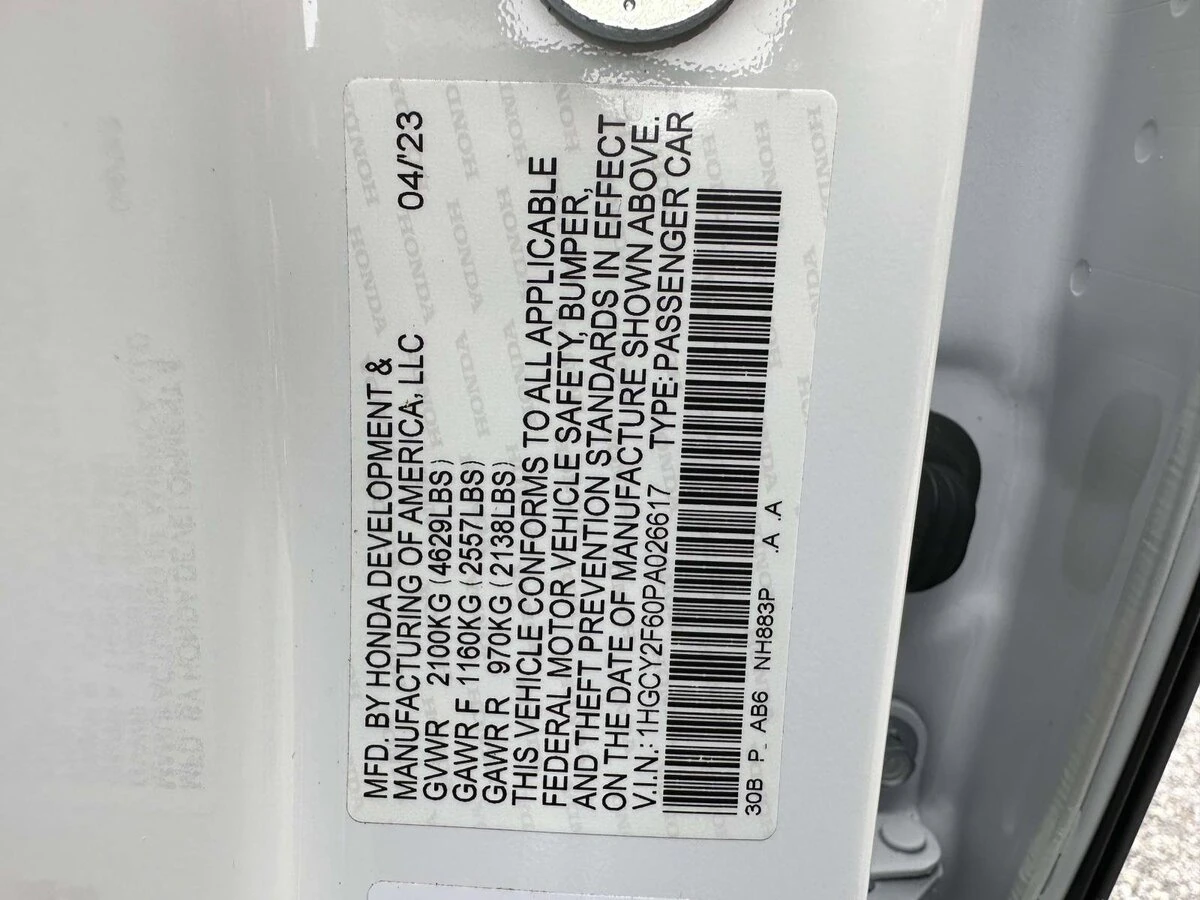 MFD. BY HONDA DEVELOPMENT &
MANUFACTURING OF AMERICA, LLC 04/'23
GVWR 2100KG (4629LBS)
GAWR F 1160KG (2557LBS)
GAWR R 970KG (2138LBS)
THIS VEHICLE CONFORMS TO ALL APPLICABLE
FEDERAL MOTOR VEHICLE SAFETY, BUMPER,
AND THEFT PREVENTION STANDARDS IN EFFECT
ON THE DATE OF MANUFACTURE SHOWN ABOVE.
V.I.N.: 1HGCY2F60PA026617 TYPE: PASSENGER CAR
30B P_ AB6 NH883P .A .A